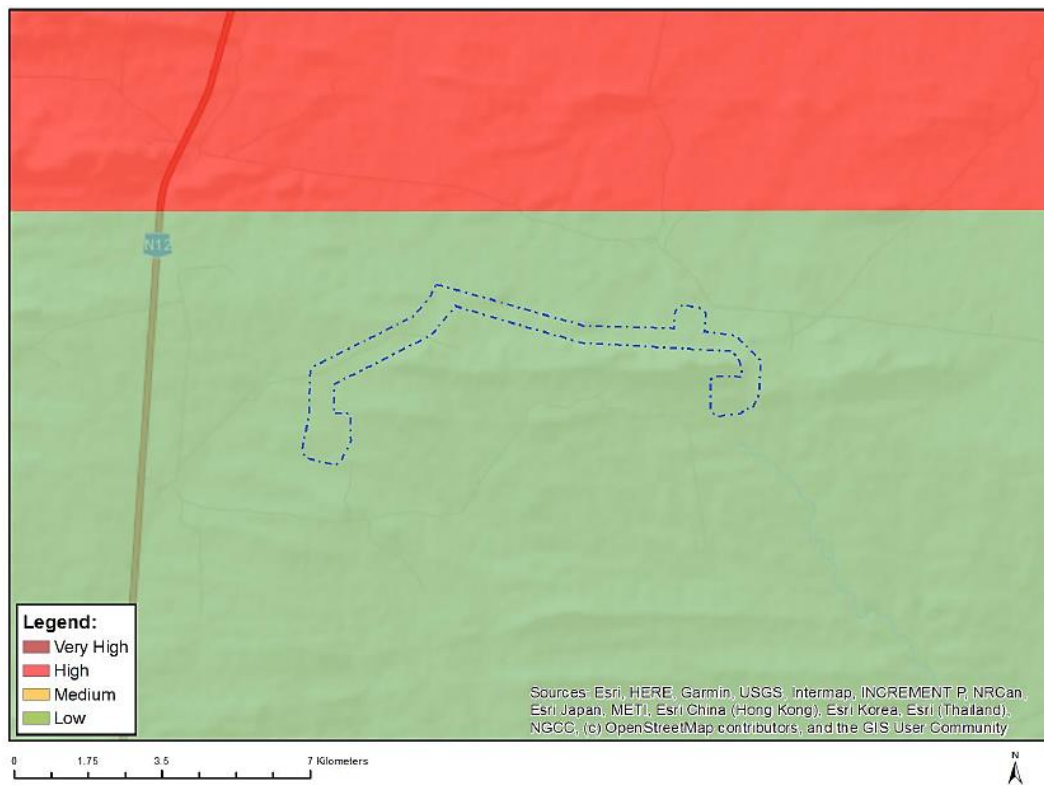 N12
Legend:
Very High
High
Medium
Low
Sources: Esri, HERE, Garmin, USGS, Intermap, INCREMENT P, NRCan,
Esri Japan, METI, Esri China (Hong Kong), Esri Korea, Esri (Thailand),
NGCC, (c) OpenStreetMap contributors, and the GIS User Community
0 1.75 3.5 7 Kilometers
N